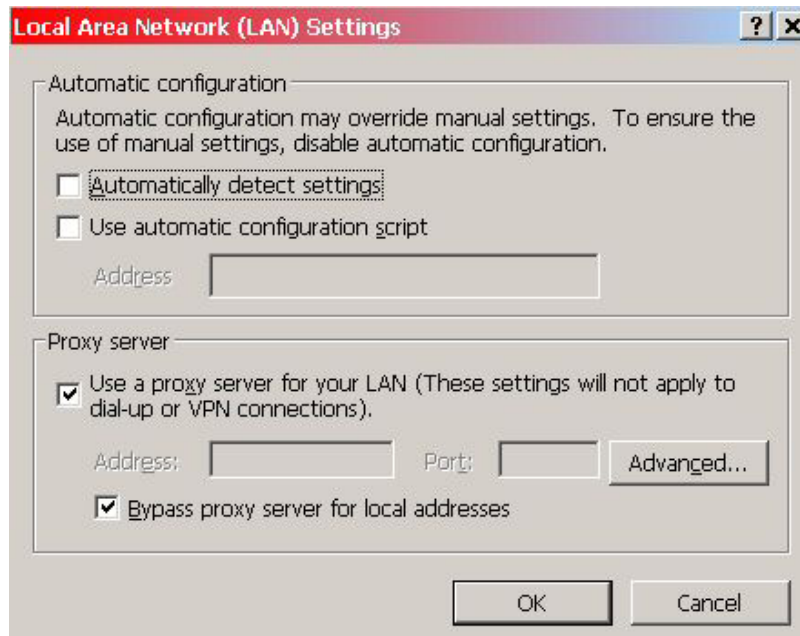 Local Area Network (LAN) Settings
Automatic configuration
Automatic configuration may override manual settings. To ensure the
use of manual settings, disable automatic configuration.
Automatically detect settings
Use automatic configuration script
Address
Proxy server
Use a proxy server for your LAN (These settings will not apply to
dial-up or VPN connections).
Address: Port: Advanced...
Bypass proxy server for local addresses
OK Cancel